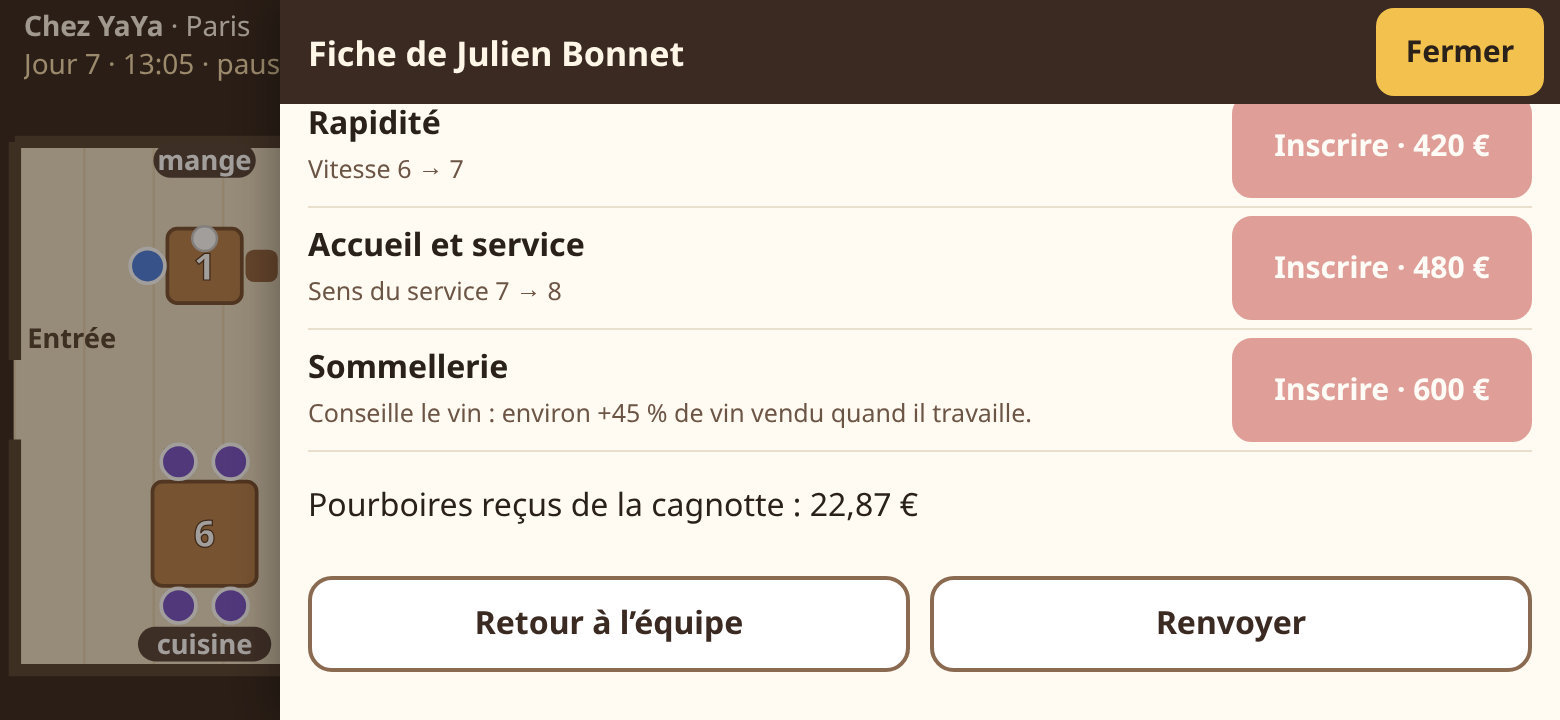 Chez YaYa · Paris
Jour 7 · 13:05 · paus
mange
1
Entrée
6
cuisine
Fiche de Julien Bonnet
Fermer
Rapidité
Vitesse 6 → 7
Inscrire · 420 €
Accueil et service
Sens du service 7 → 8
Inscrire · 480 €
Sommellerie
Conseille le vin : environ +45 % de vin vendu quand il travaille.
Inscrire · 600 €
Pourboires reçus de la cagnotte : 22,87 €
Retour à l’équipe
Renvoyer